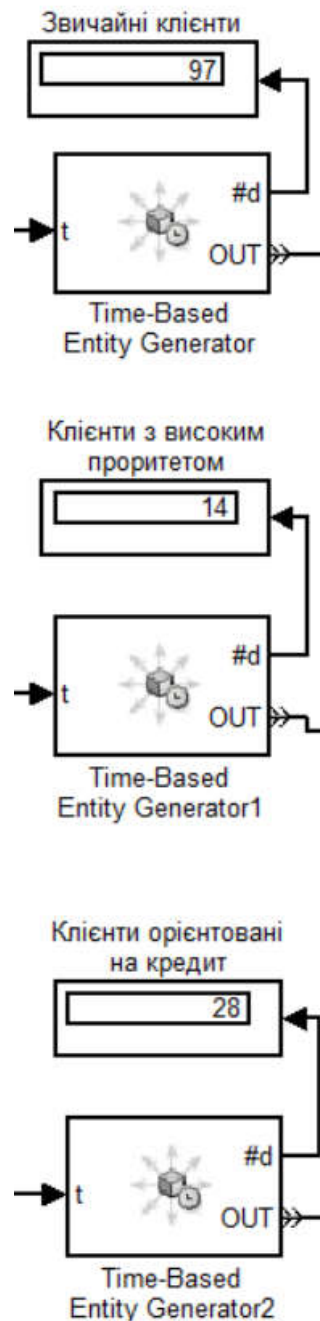 Звичайні клієнти
97
#d
t
OUT
Time-Based
Entity Generator
Клієнти з високим
проритетом
14
#d
t
OUT
Time-Based
Entity Generator1
Клієнти орієнтовані
на кредит
28
#d
t
OUT
Time-Based
Entity Generator2